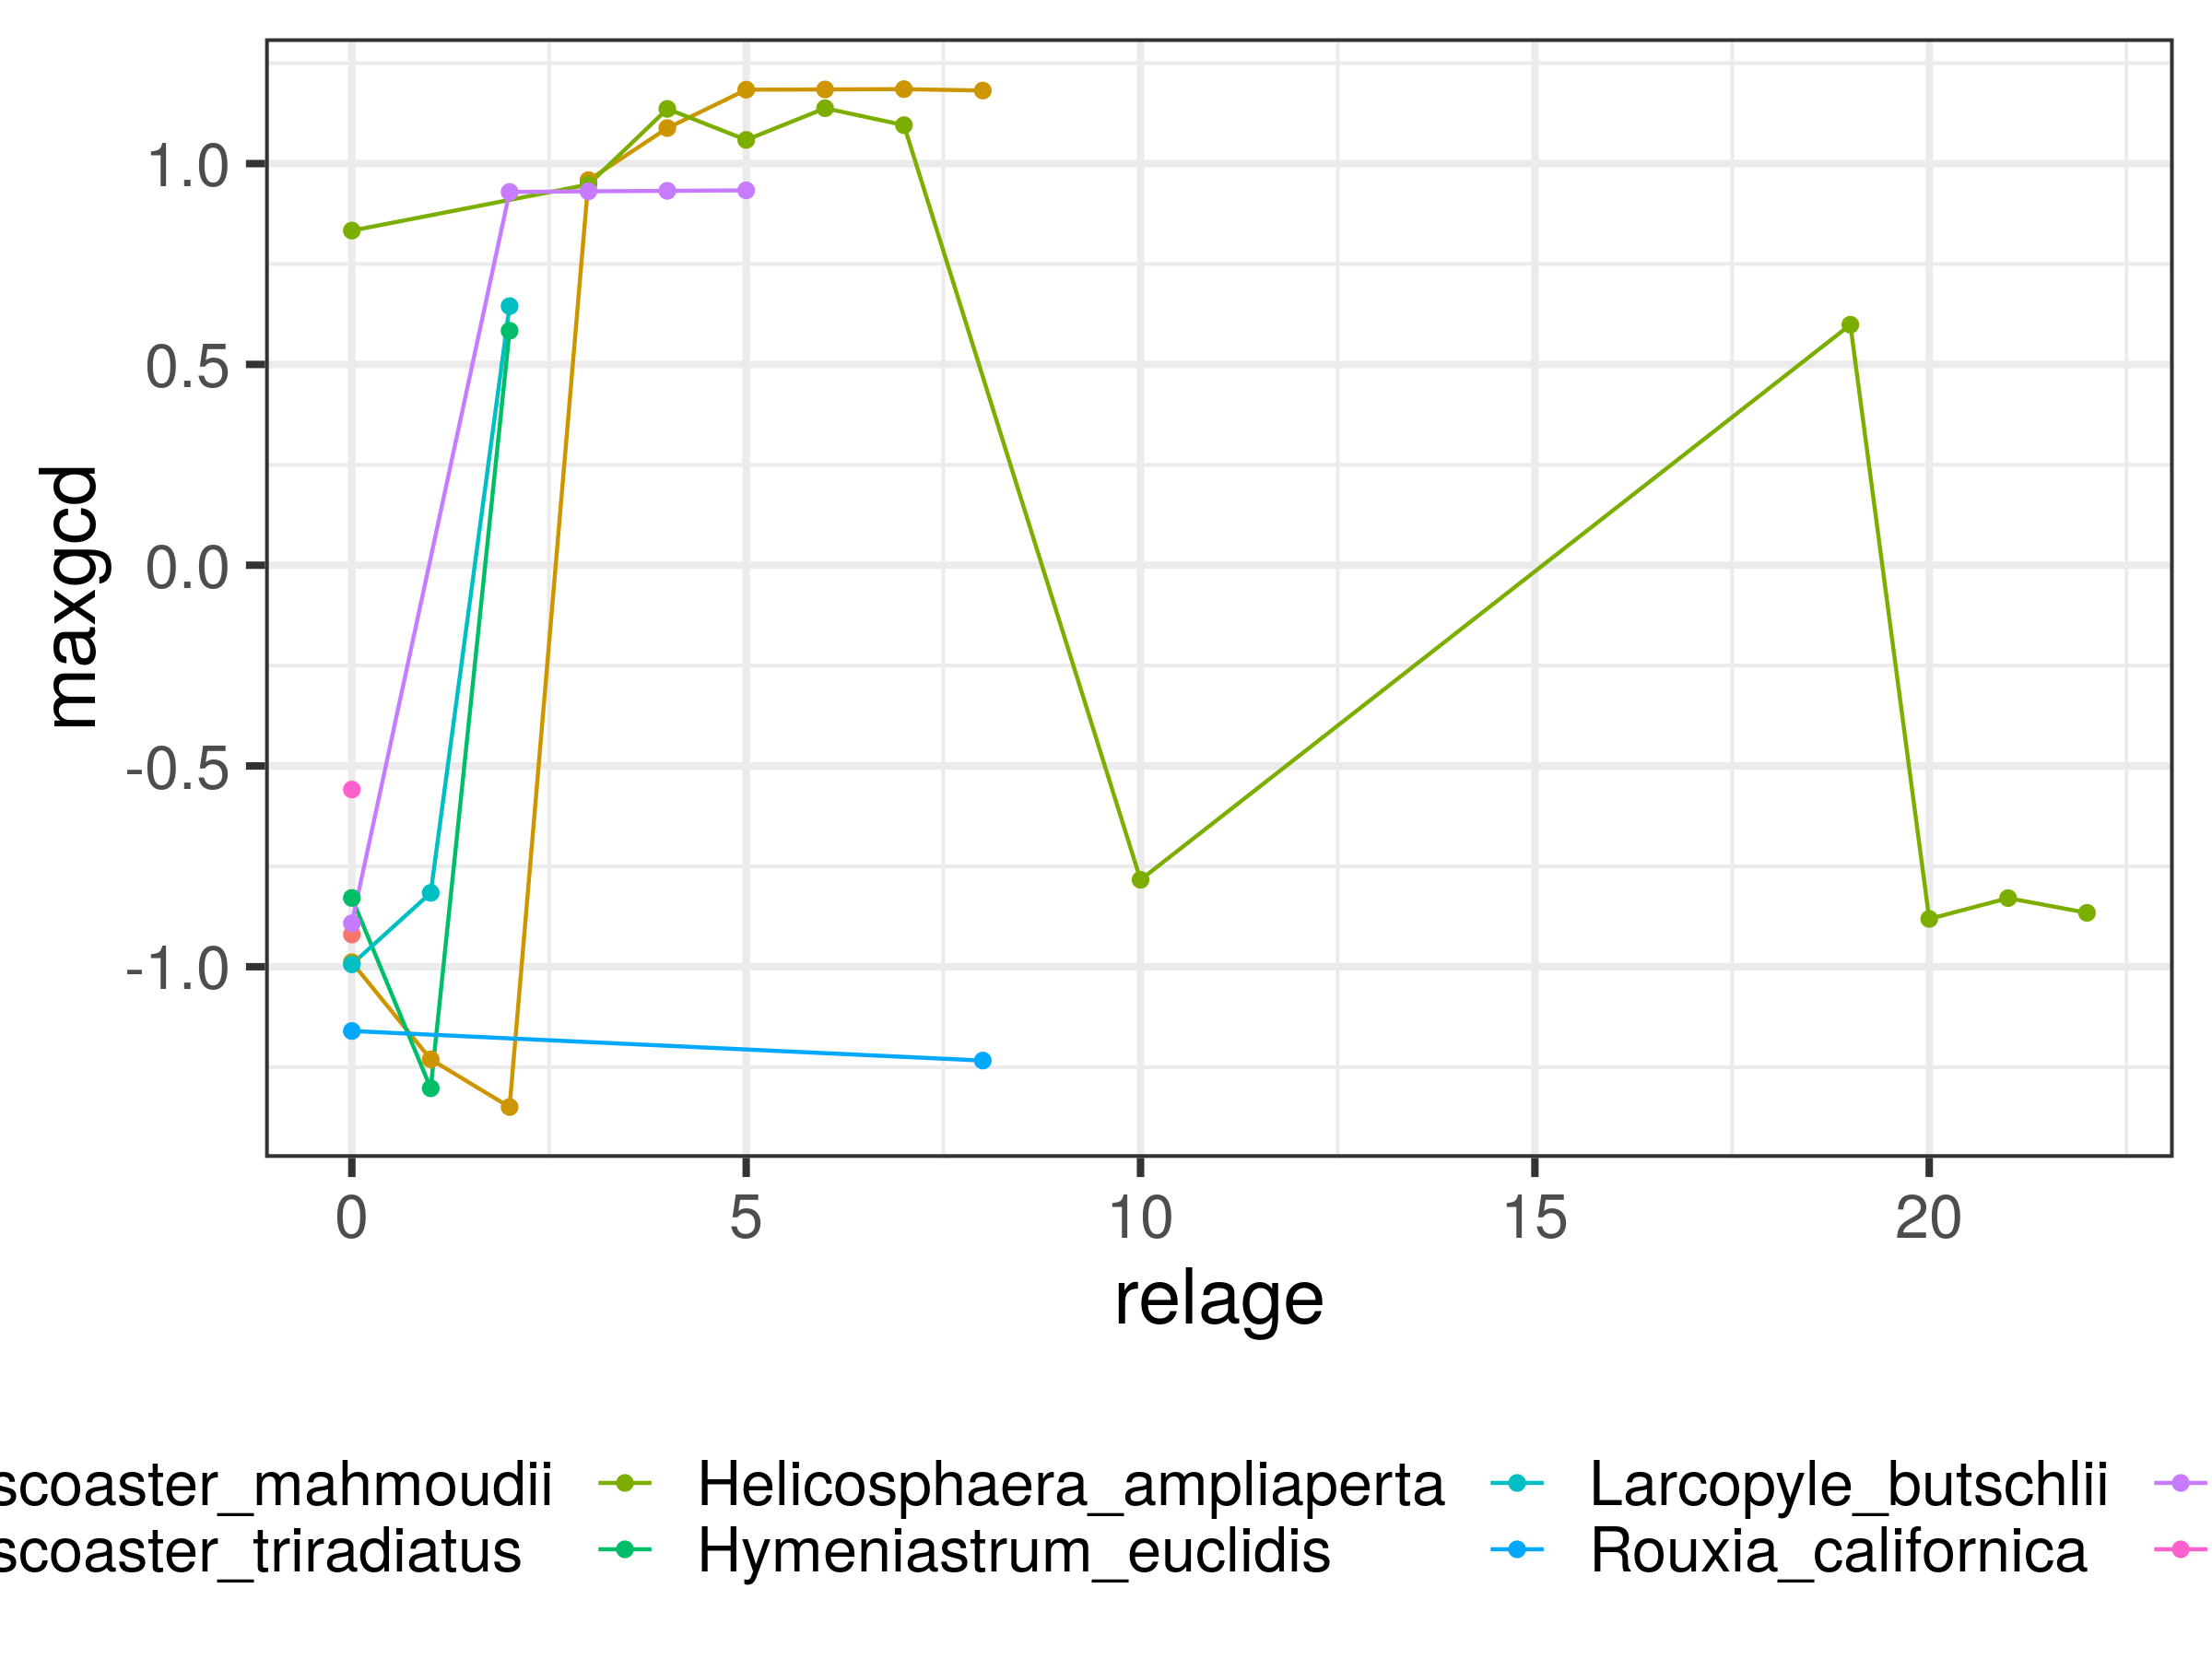 1.0
0.5
0.0
-0.5
-1.0
maxgcd
0 5 10 15 20
relage
scoaster_mahmoudii Helicosphaera_ampliaperta Larcopyle_butschlii
scoaster_triradiatus Hymeniastrum_euclidis Rouxia_californica